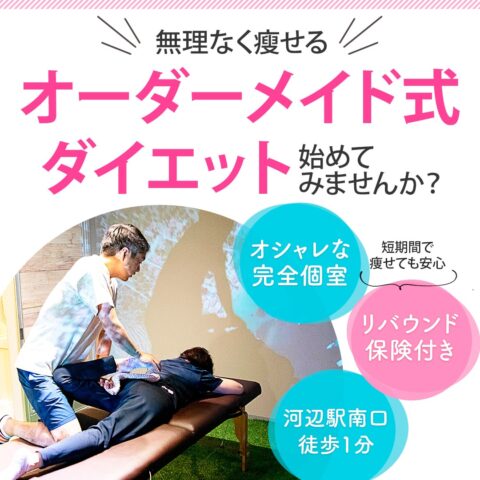 無理なく痩せる
オーダーメイド式
ダイエット
始めて
みませんか?
オシャレな
完全個室
短期間で
痩せても安心
リバウンド
保険付き
河辺駅南口
徒歩1分